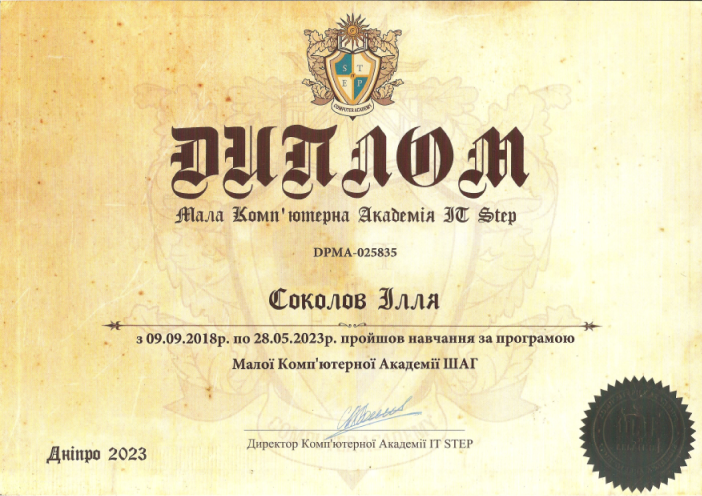 S T
E P
COMPUTER ACADEMY
ДИПЛОМ
Мала Комп'ютерна Академія IT Step
DPMA-025835
Соколов Ілля
з 09.09.2018р. по 28.05.2023р. пройшов навчання за програмою
Малої Комп'ютерної Академії ШАГ
Директор Комп'ютерної Академії IT STEP
Дніпро 2023